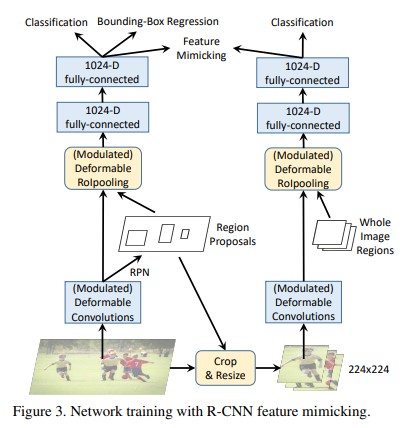 Classification
Bounding-Box Regression
Classification
Feature
Mimicking
1024-D
fully-connected
1024-D
fully-connected
1024-D
fully-connected
1024-D
fully-connected
(Modulated)
Deformable
RoIpooling
(Modulated)
Deformable
RoIpooling
Region
Proposals
Whole
Image
Regions
RPN
(Modulated)
Deformable
Convolutions
(Modulated)
Deformable
Convolutions
Crop
& Resize
224x224
Figure 3. Network training with R-CNN feature mimicking.